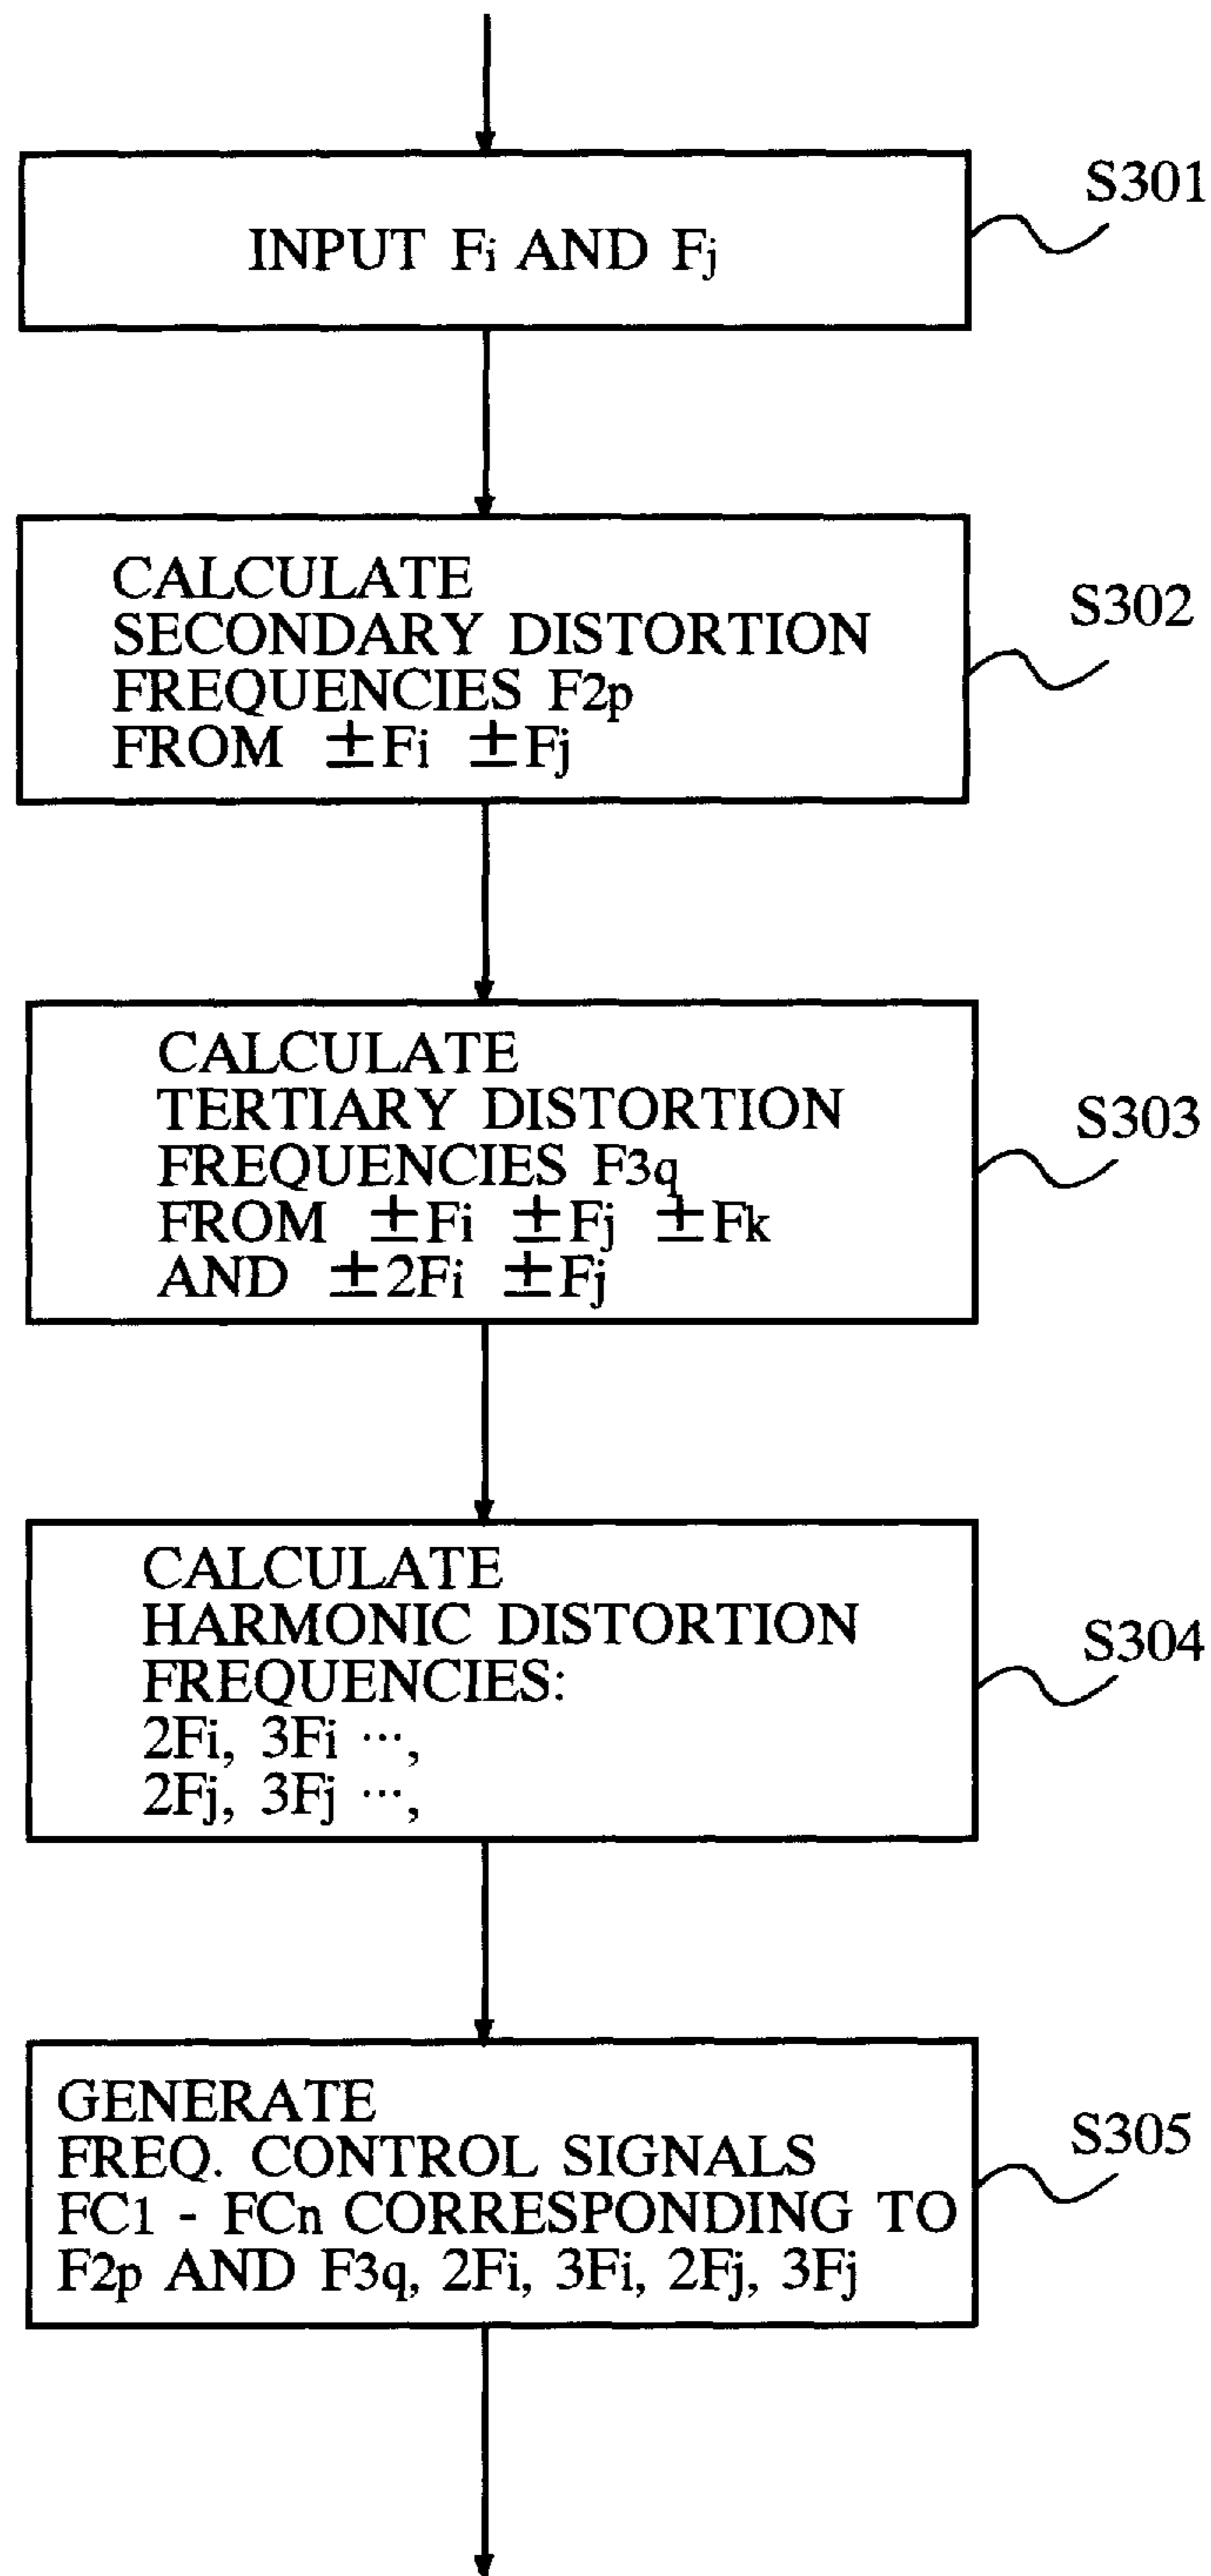 INPUT Fi AND Fj
S301
CALCULATE
SECONDARY DISTORTION
FREQUENCIES F2p
FROM ±Fi ±Fj
S302
CALCULATE
TERTIARY DISTORTION
FREQUENCIES F3q
FROM ±Fi ±Fj ±Fk
AND ±2Fi ±Fj
S303
CALCULATE
HARMONIC DISTORTION
FREQUENCIES:
2Fi, 3Fi ···,
2Fj, 3Fj ···,
S304
GENERATE
FREQ. CONTROL SIGNALS
FC1 - FCn CORRESPONDING TO
F2p AND F3q, 2Fi, 3Fi, 2Fj, 3Fj
S305